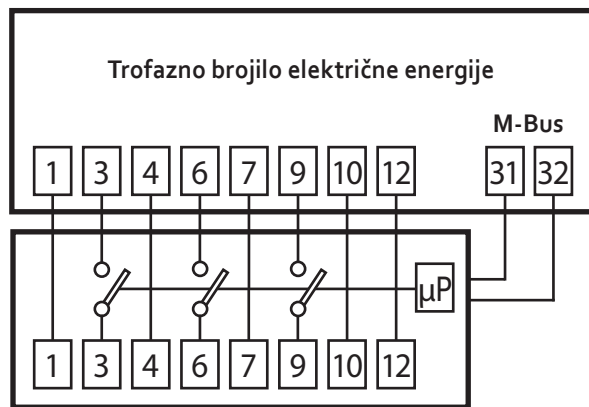 Trofazno brojilo električne energije
M-Bus
1 3 4 6 7 9 10 12 31 32
μP
1 3 4 6 7 9 10 12